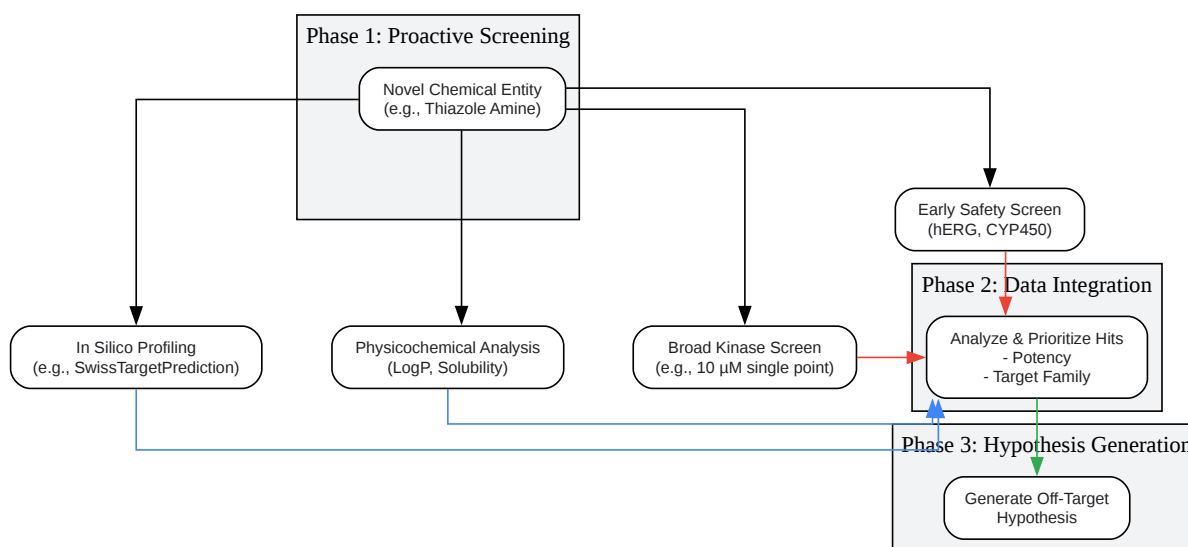 Phase 1: Proactive Screening
Novel Chemical Entity
(e.g., Thiazole Amine)
Early Safety Screen
(hERG, CYP450)
Phase 2: Data Integration
In Silico Profiling
(e.g., SwissTargetPrediction)
Physicochemical Analysis
(LogP, Solubility)
Broad Kinase Screen
(e.g., 10 µM single point)
Analyze & Prioritize Hits
- Potency
- Target Family
Phase 3: Hypothesis Generation
Generate Off-Target
Hypothesis